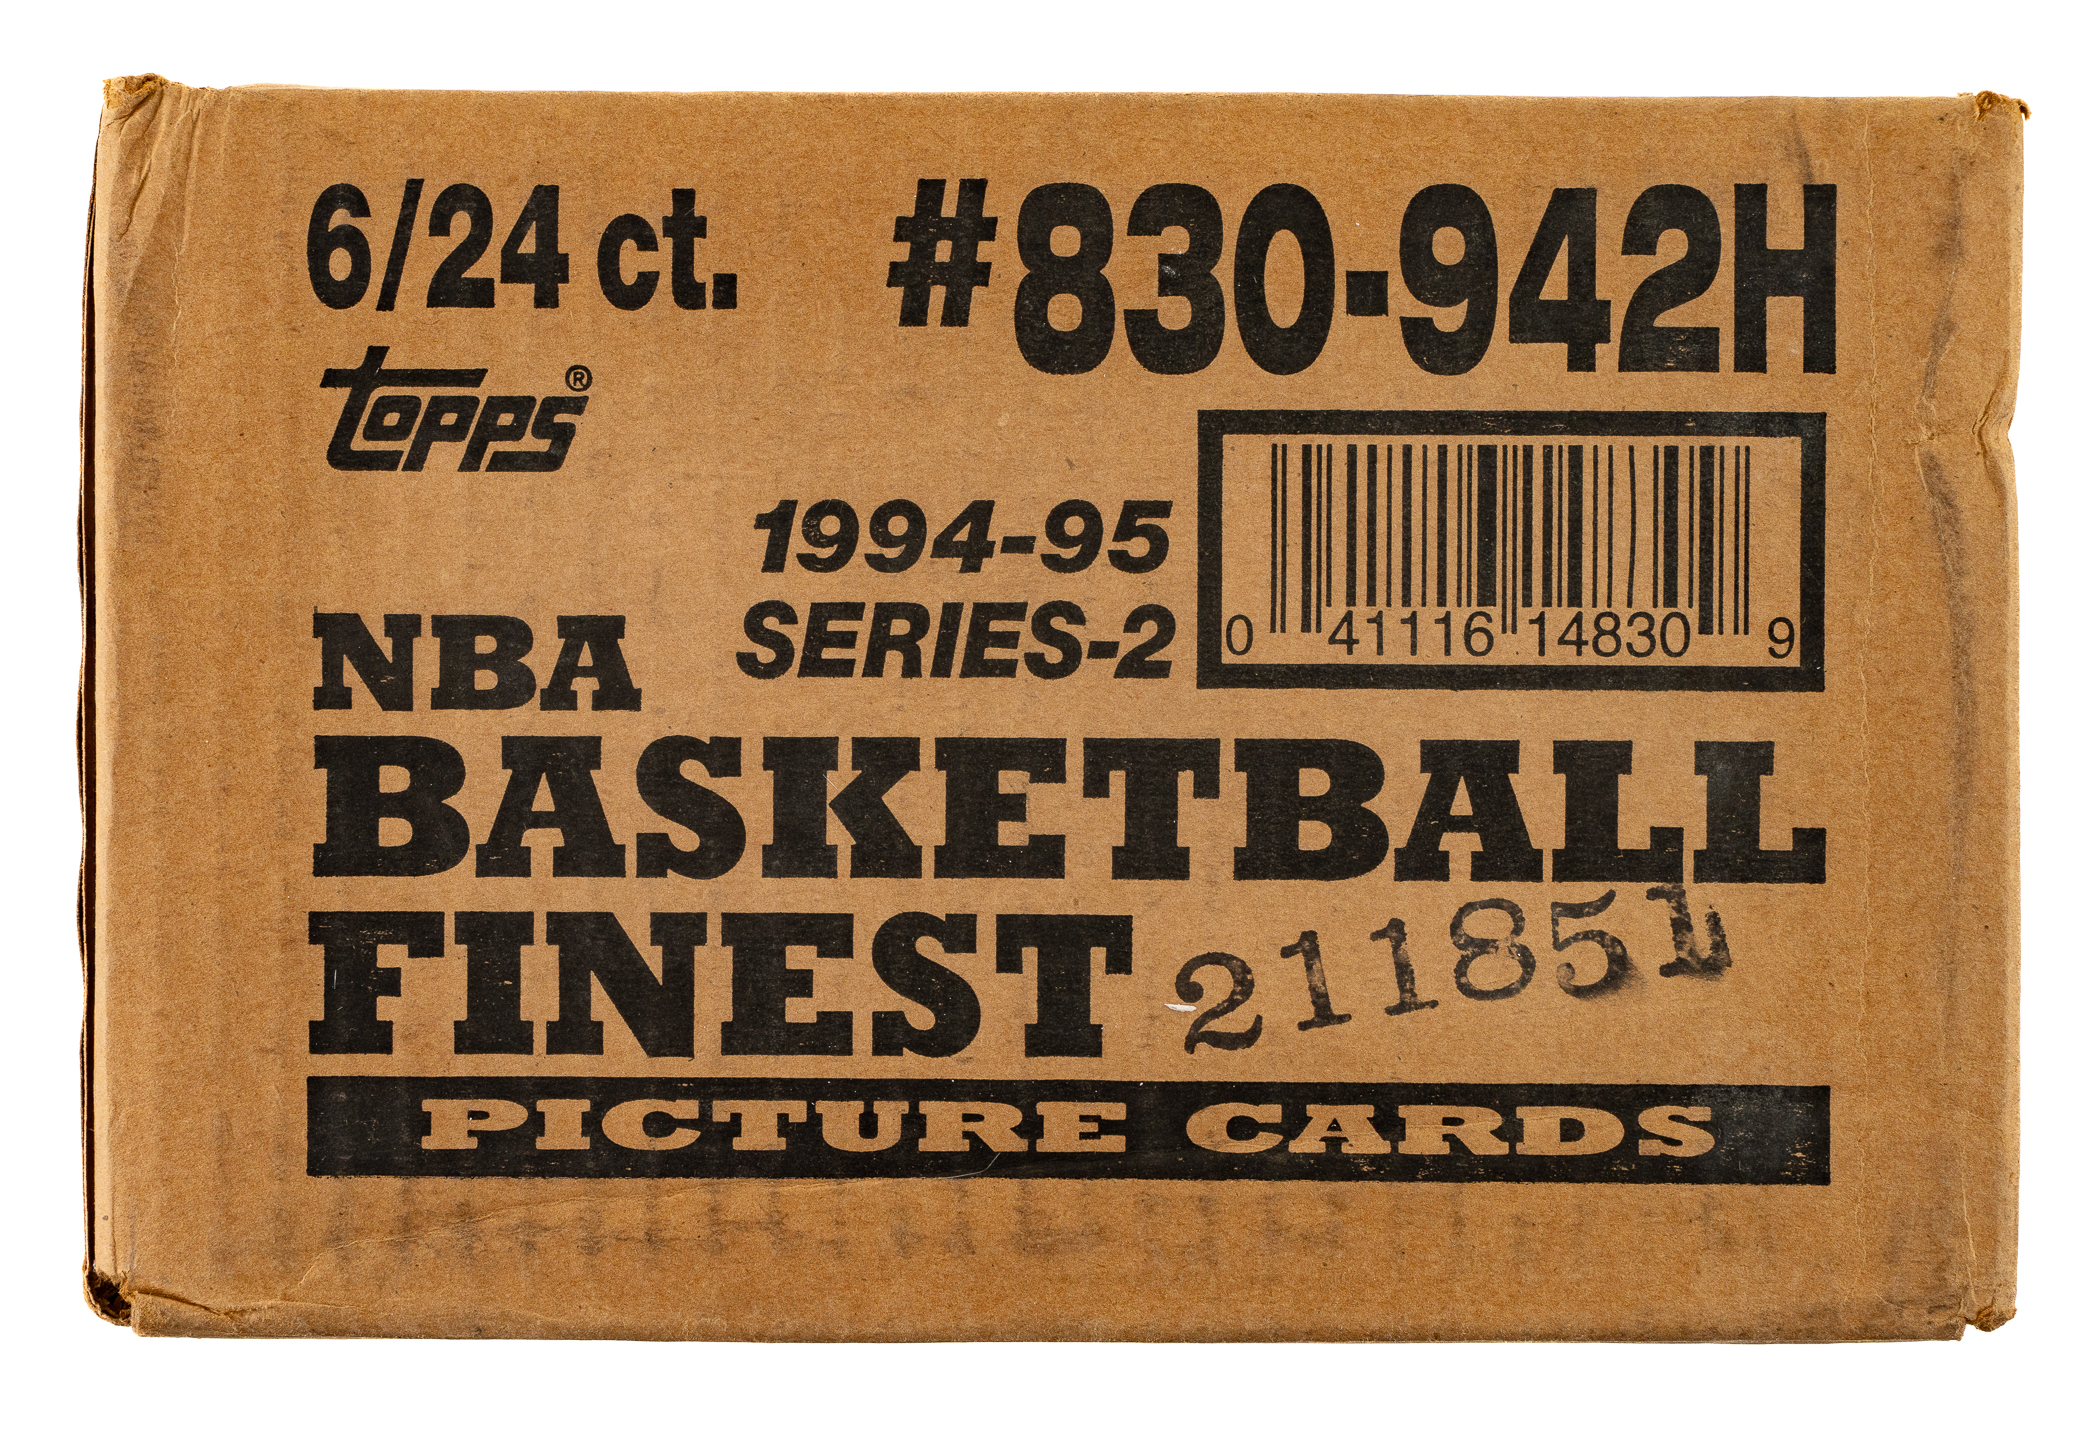 6/24 ct. #830-942H
topps®
1994-95
SERIES-2
0 41116 14830 9
NBA
BASKETBALL
FINEST
211851
PICTURE CARDS